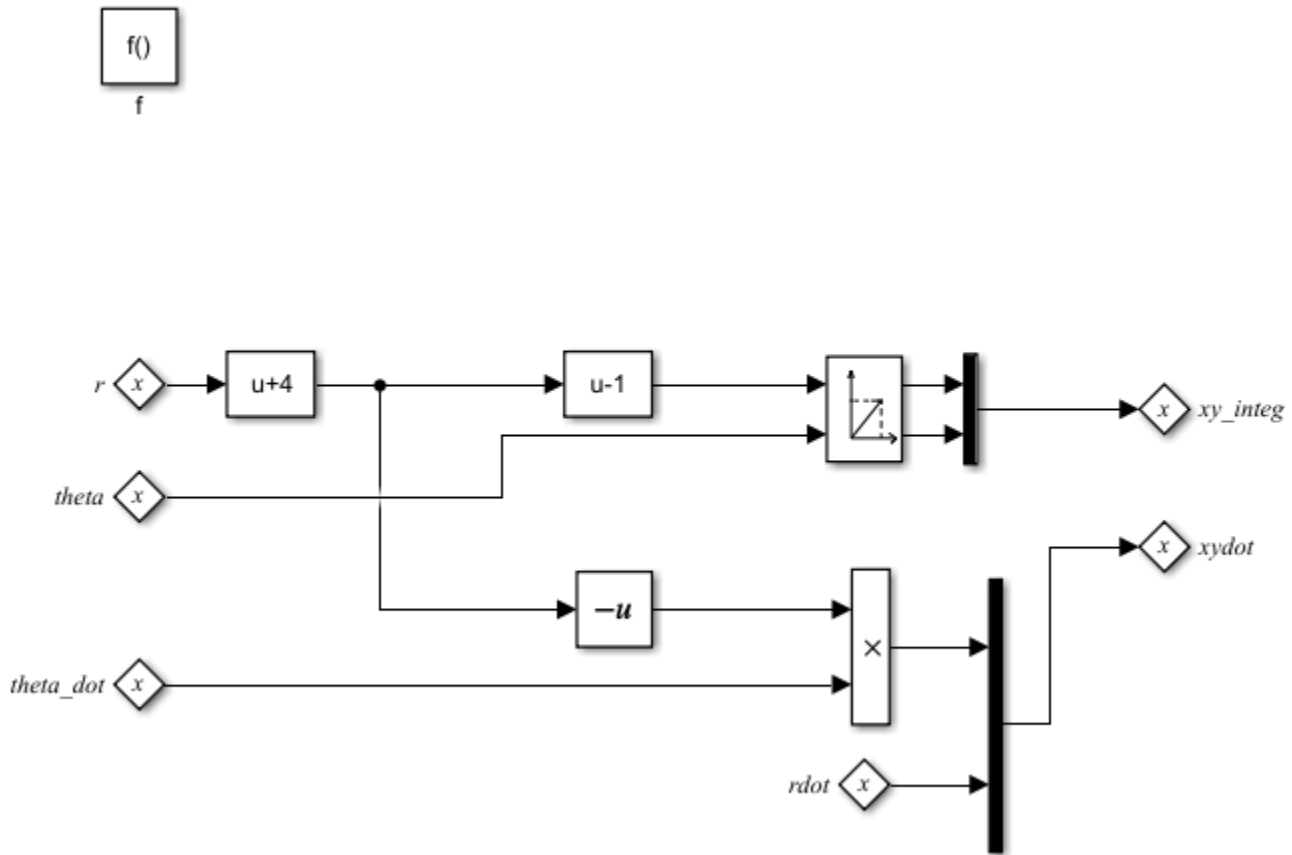 f()
f
r x u+4 u-1
x xy_integ
theta x
x xydot
−u
×
theta_dot x
rdot x